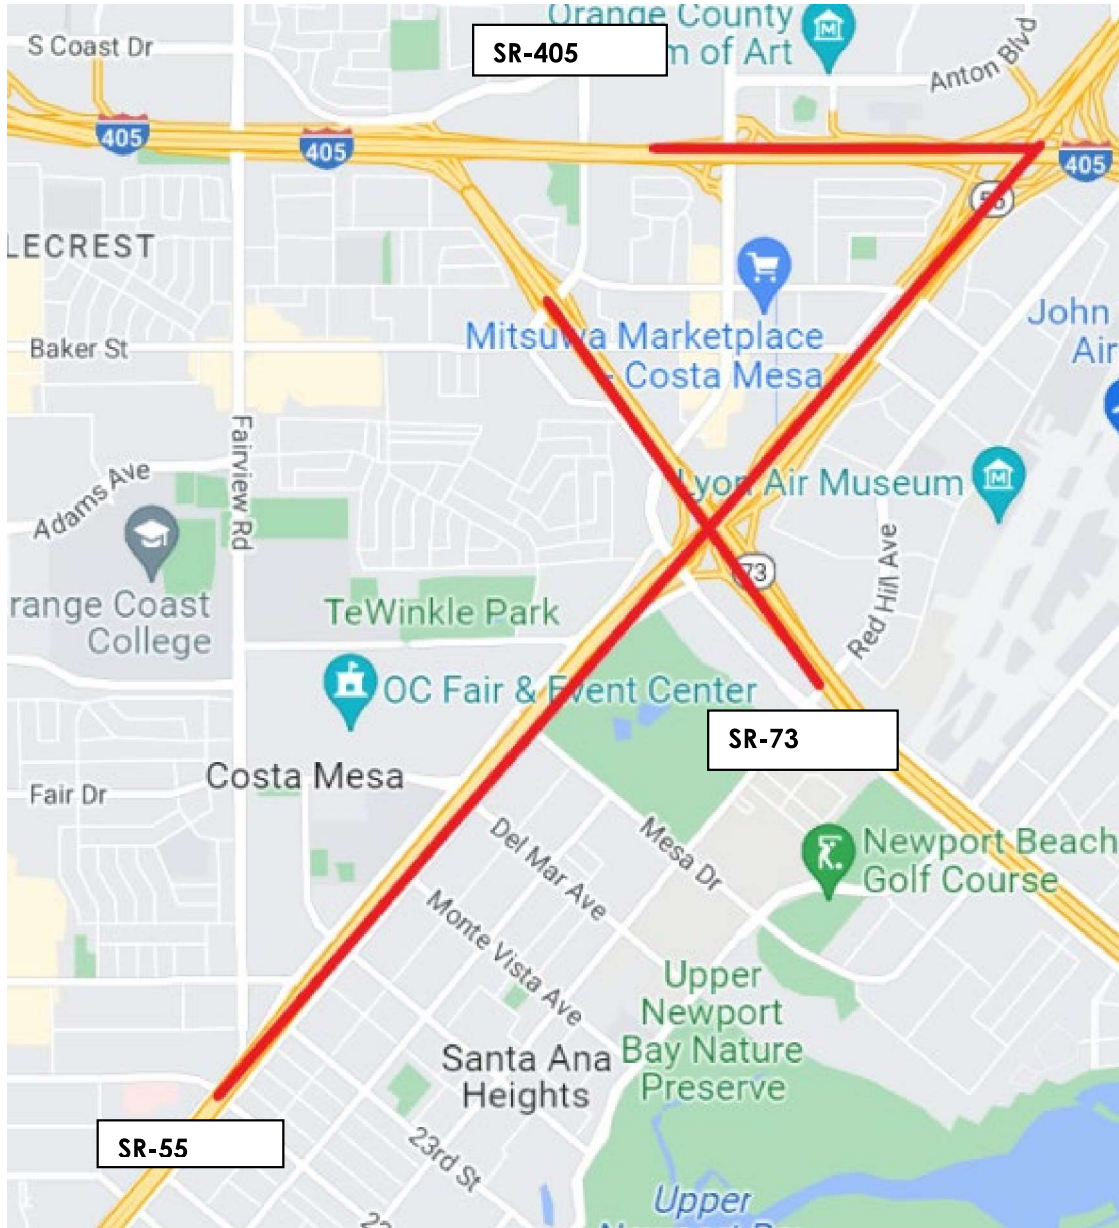 S Coast Dr
SR-405
Orange County
m of Art
Anton Blvd
405
405
405
55
LECREST
Mitsuwa Marketplace
- Costa Mesa
John
Air
Baker St
Fairview Rd
Adams Ave
Lyon Air Museum
73
Red Hill Ave
range Coast
College
TeWinkle Park
OC Fair & Event Center
SR-73
Costa Mesa
Fair Dr
Del Mar Ave
Mesa Dr
Newport Beach
Golf Course
Monte Vista Ave
Upper
Newport
Bay Nature
Preserve
Santa Ana
Heights
SR-55
23rd St
Upper